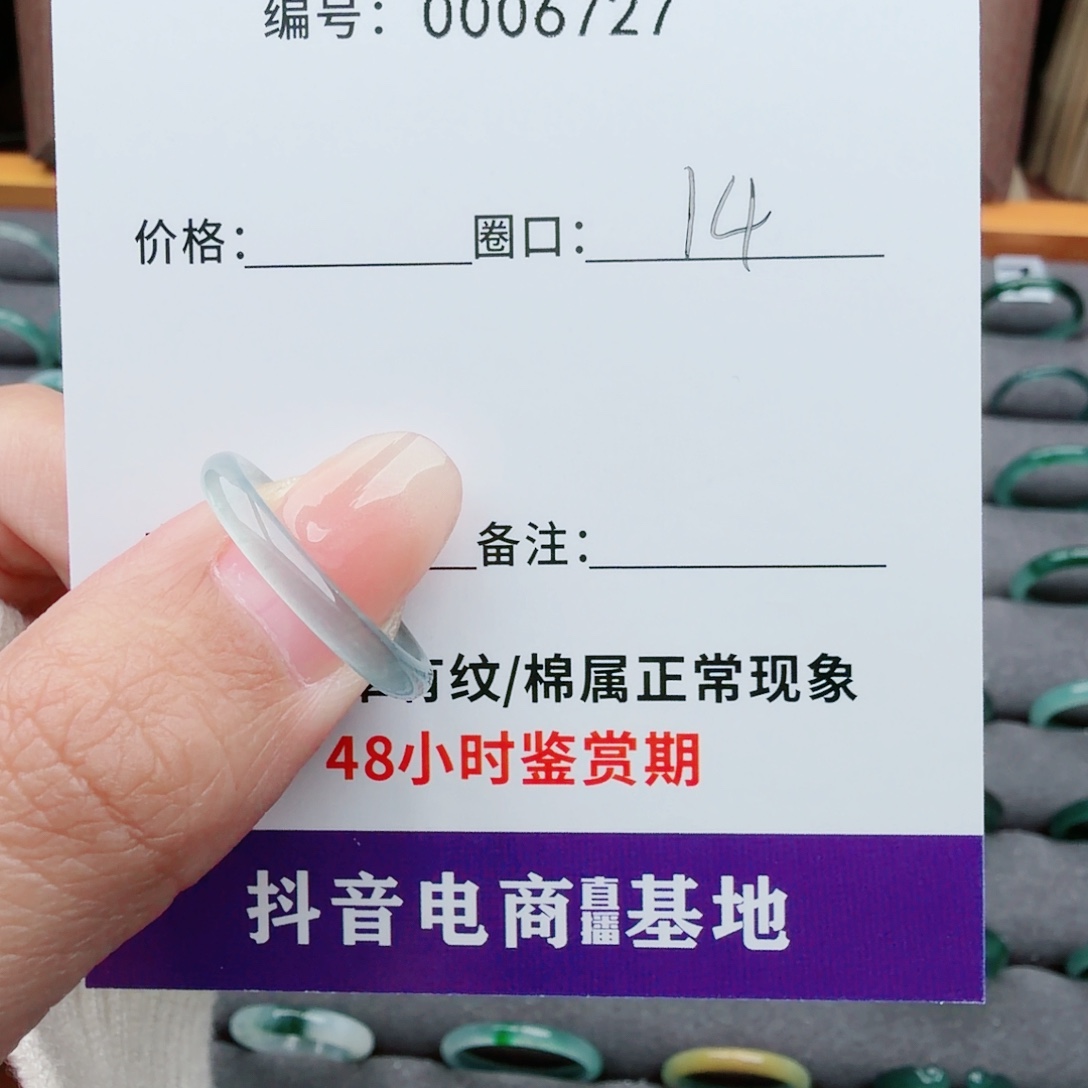 编号：0006727
价格： 圈口：14
备注：
有纹/棉属正常现象
48小时鉴赏期
抖音电商直播基地